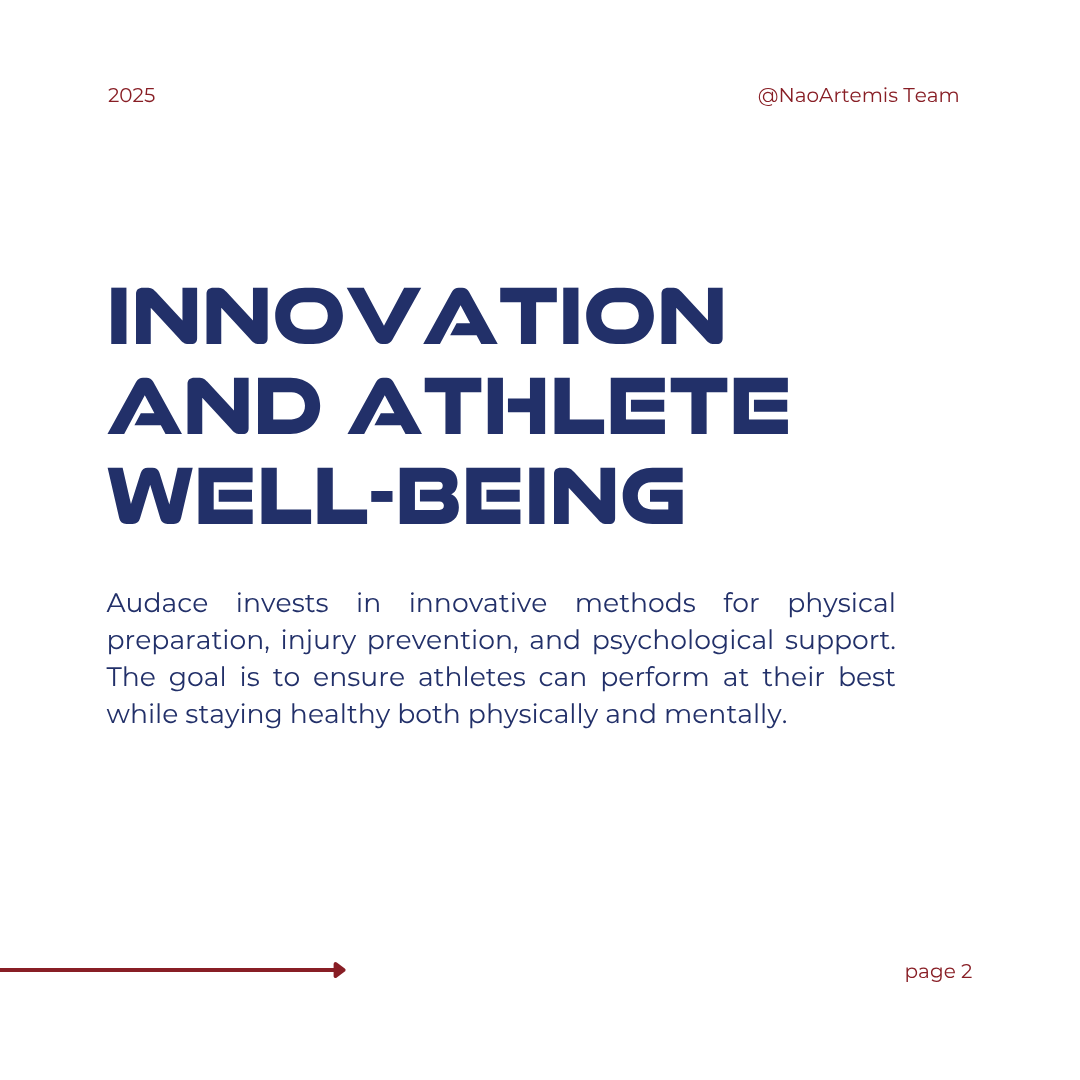 2025
@NaoArtemis Team
INNOVATION
AND ATHLETE
WELL-BEING
Audace invests in innovative methods for physical
preparation, injury prevention, and psychological support.
The goal is to ensure athletes can perform at their best
while staying healthy both physically and mentally.
page 2